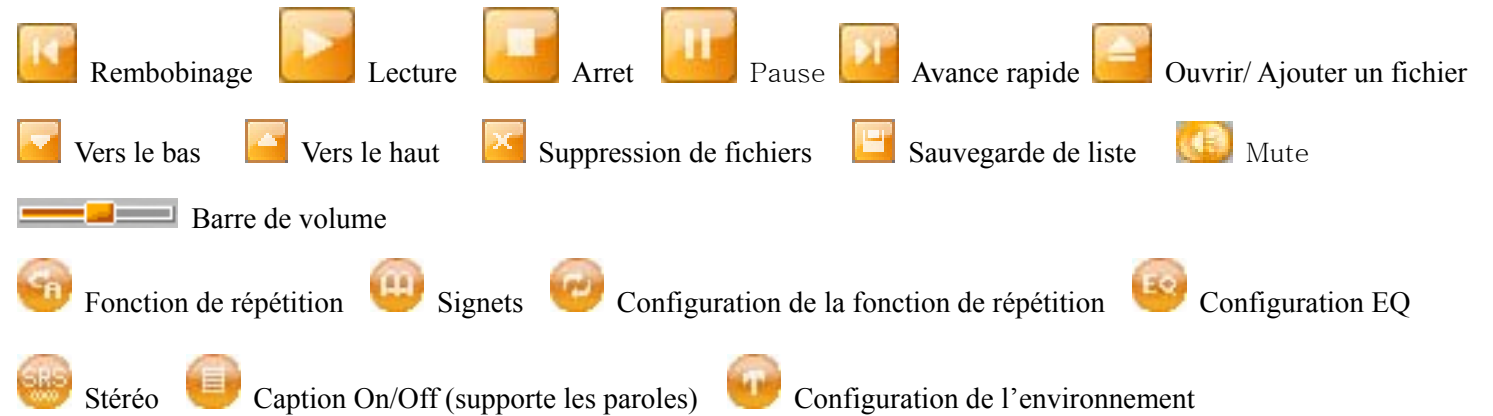 Rembobinage Lecture Arret Pause Avance rapide Ouvrir/ Ajouter un fichier
Vers le bas Vers le haut Suppression de fichiers Sauvegarde de liste Mute
Barre de volume
A Fonction de répétition Signets Configuration de la fonction de répétition EQ Configuration EQ
SRS Stéréo Caption On/Off (supporte les paroles) Configuration de l’environnement